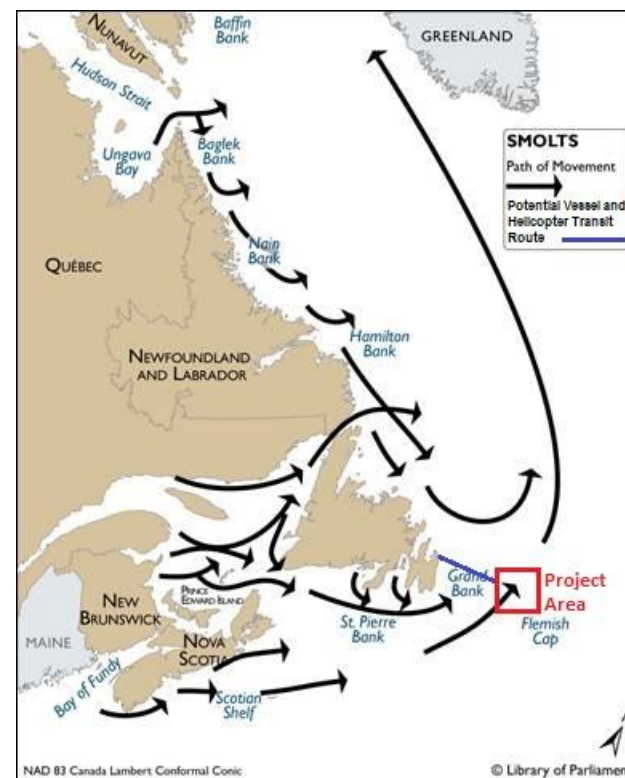 NUNAVUT
Baffin
Bank
GREENLAND
Hudson Strait
Ungava
Bay
Baglek
Bank
SMOLTS
Path of Movement
Potential Vessel and
Helicopter Transit
Route
Nain
Bank
QUÉBEC
Hamilton
Bank
NEWFOUNDLAND
AND LABRADOR
Grand
Bank
Project
Area
Flemish
Cap
PRINCE
EDWARD ISLAND
NEW
BRUNSWICK
St. Pierre
Bank
MAINE
NOVA
SCOTIA
Bay of Fundy
Scotian
Shelf
NAD 83 Canada Lambert Conformal Conic
© Library of Parliamen